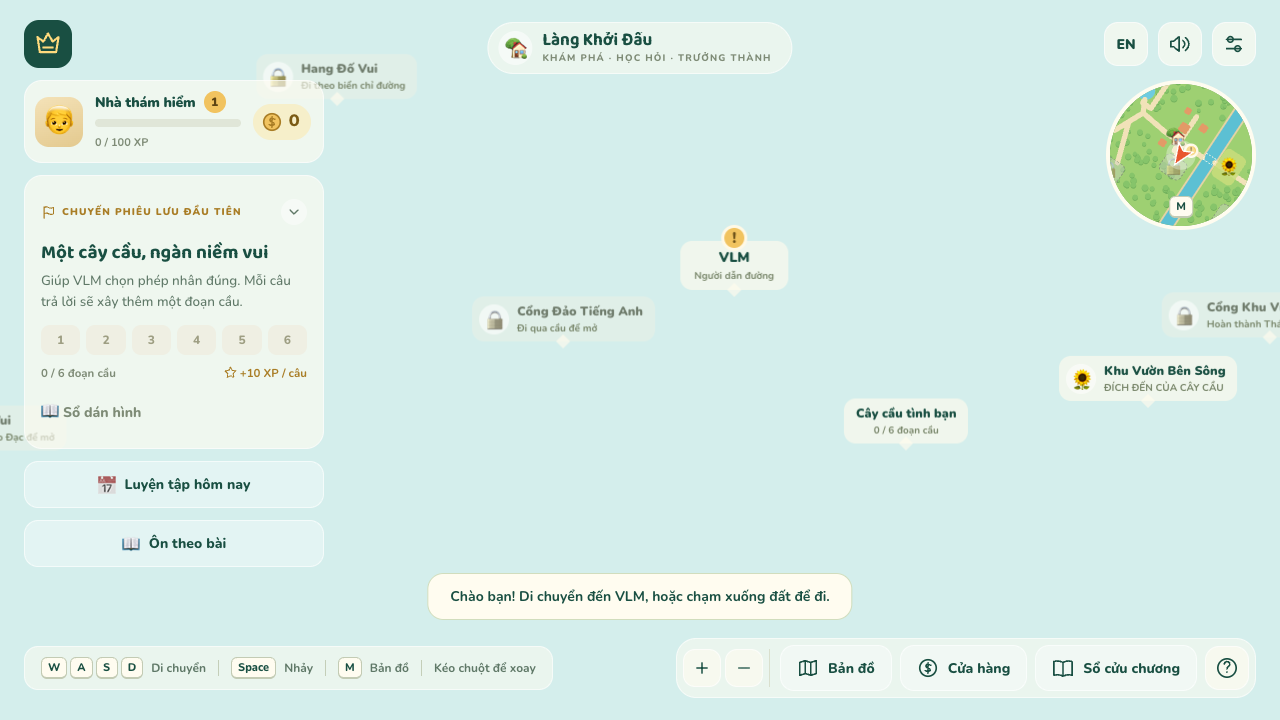 Làng Khởi Đầu
KHÁM PHÁ · HỌC HỎI · TRƯỞNG THÀNH
EN
Hang Đố Vui
Đi theo biển chỉ đường
Nhà thám hiểm 1
0 / 100 XP
0
M
CHUYẾN PHIÊU LƯU ĐẦU TIÊN
Một cây cầu, ngàn niềm vui
Giúp VLM chọn phép nhân đúng. Mỗi câu
trả lời sẽ xây thêm một đoạn cầu.
1 2 3 4 5 6
0 / 6 đoạn cầu
+10 XP / câu
Sổ dán hình
Luyện tập hôm nay
Ôn theo bài
!
VLM
Người dẫn đường
Cổng Đảo Tiếng Anh
Đi qua cầu để mở
Cổng Khu V
Hoàn thành
Khu Vườn Bên Sông
ĐÍCH ĐẾN CỦA CÂY CẦU
Cây cầu tình bạn
0 / 6 đoạn cầu
để mở
Chào bạn! Di chuyển đến VLM, hoặc chạm xuống đất để đi.
W A S D Di chuyển Space Nhảy M Bản đồ Kéo chuột để xoay
+ − Bản đồ Cửa hàng Sổ cửu chương ?